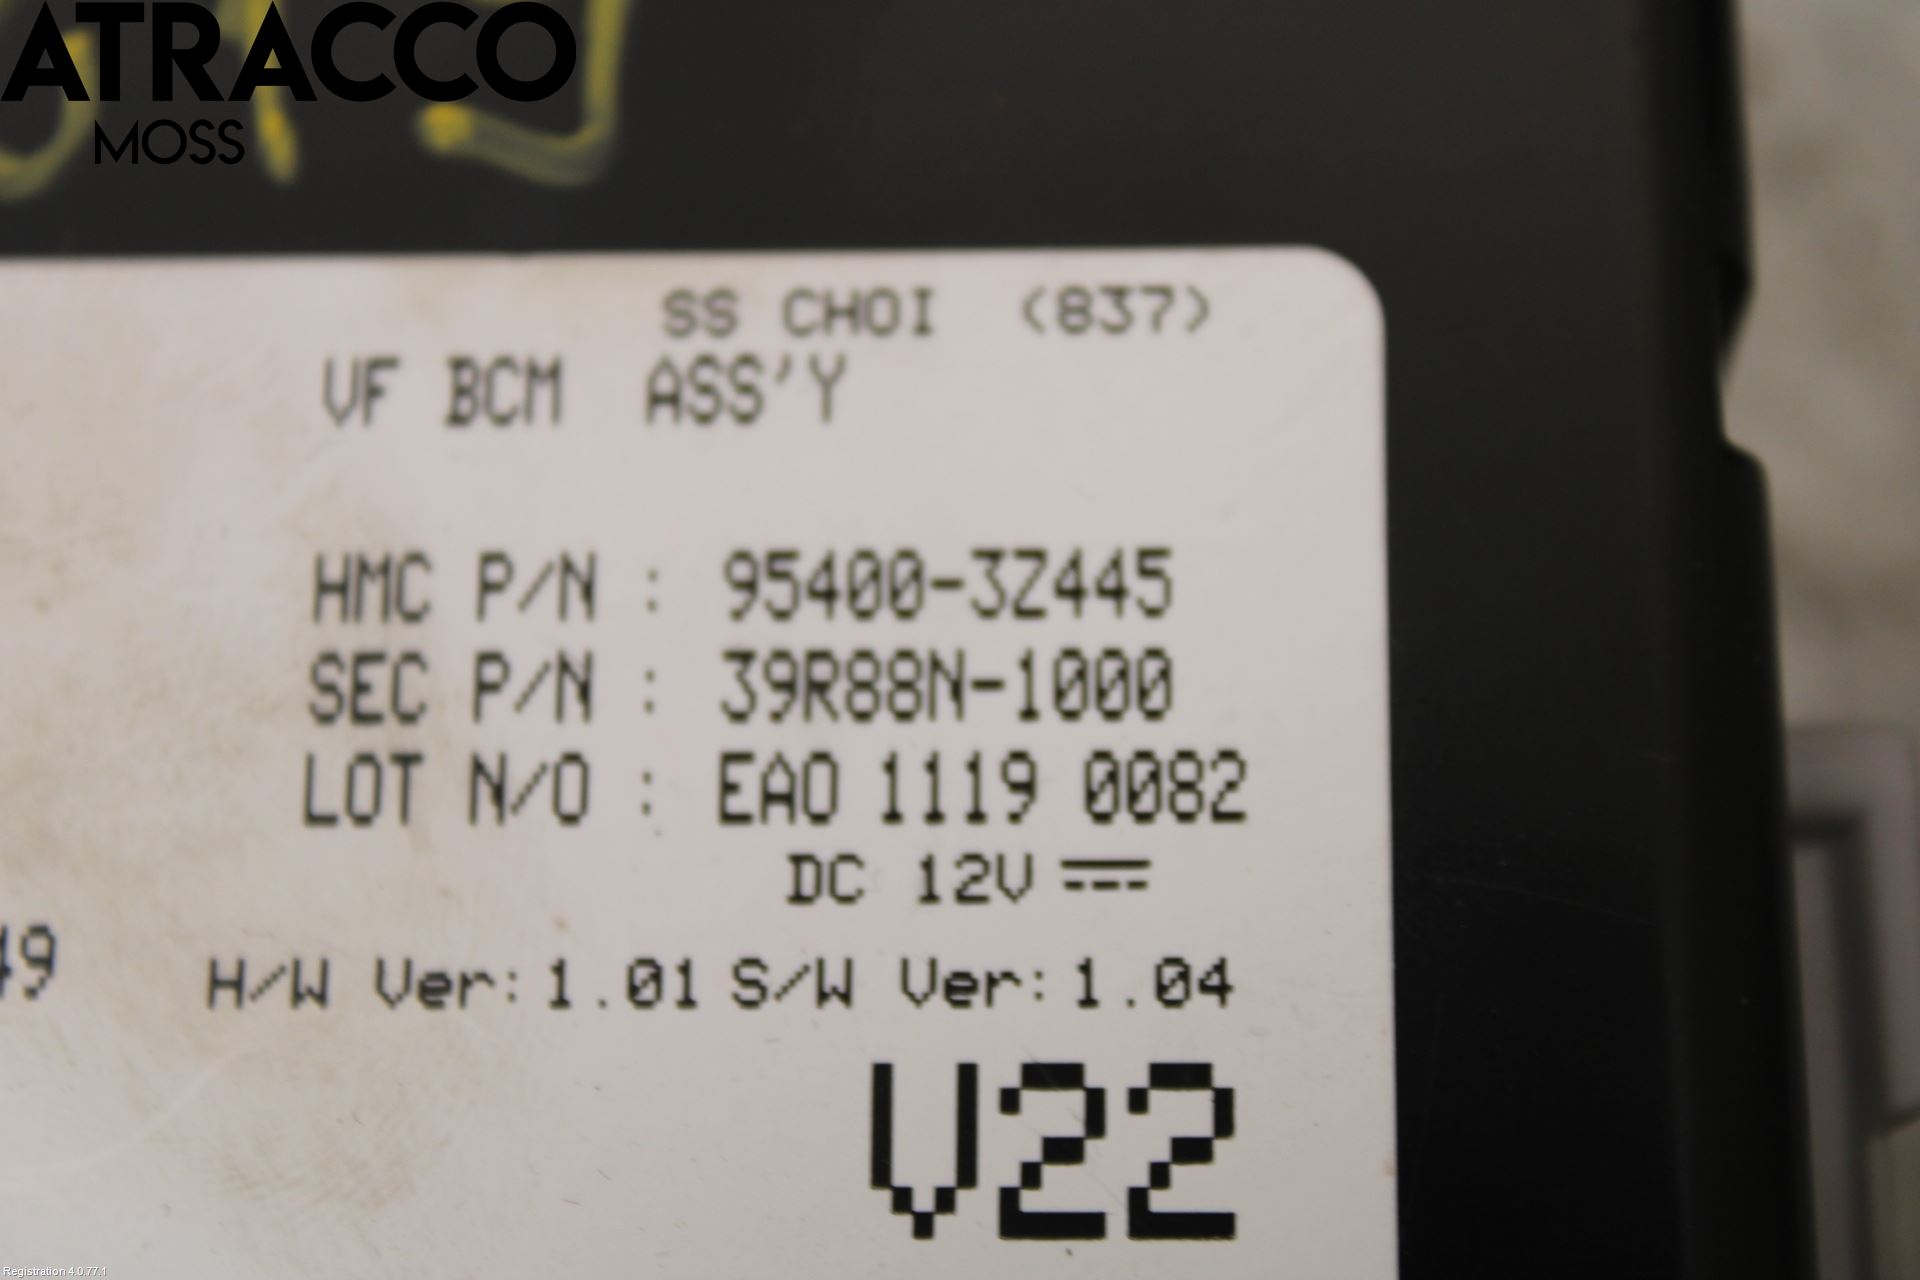 ATRACCO
MOSS
SS CHOI (837)
VF BCM ASS'Y
HMC P/N : 95400-3Z445
SEC P/N : 39R88N-1000
LOT N/O : EAO 1119 0082
DC 12V
49
H/W Ver: 1.01 S/W Ver: 1.04
V22
Registration 4.0.77.1